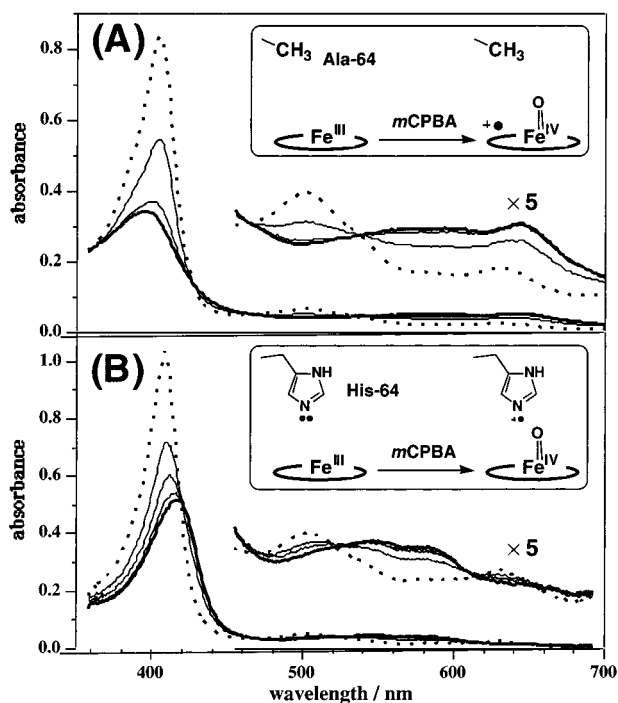 (A)
CH3 Ala-64 CH3
O
FeIII mCPBA +• FeIV
× 5
absorbance
0.8
0.6
0.4
0.2
0.0
(B)
NH His-64 NH
N N
•• +•
O
FeIII mCPBA FeIV
× 5
absorbance
1.0
0.8
0.6
0.4
0.2
0.0
400 500 600 700
wavelength / nm